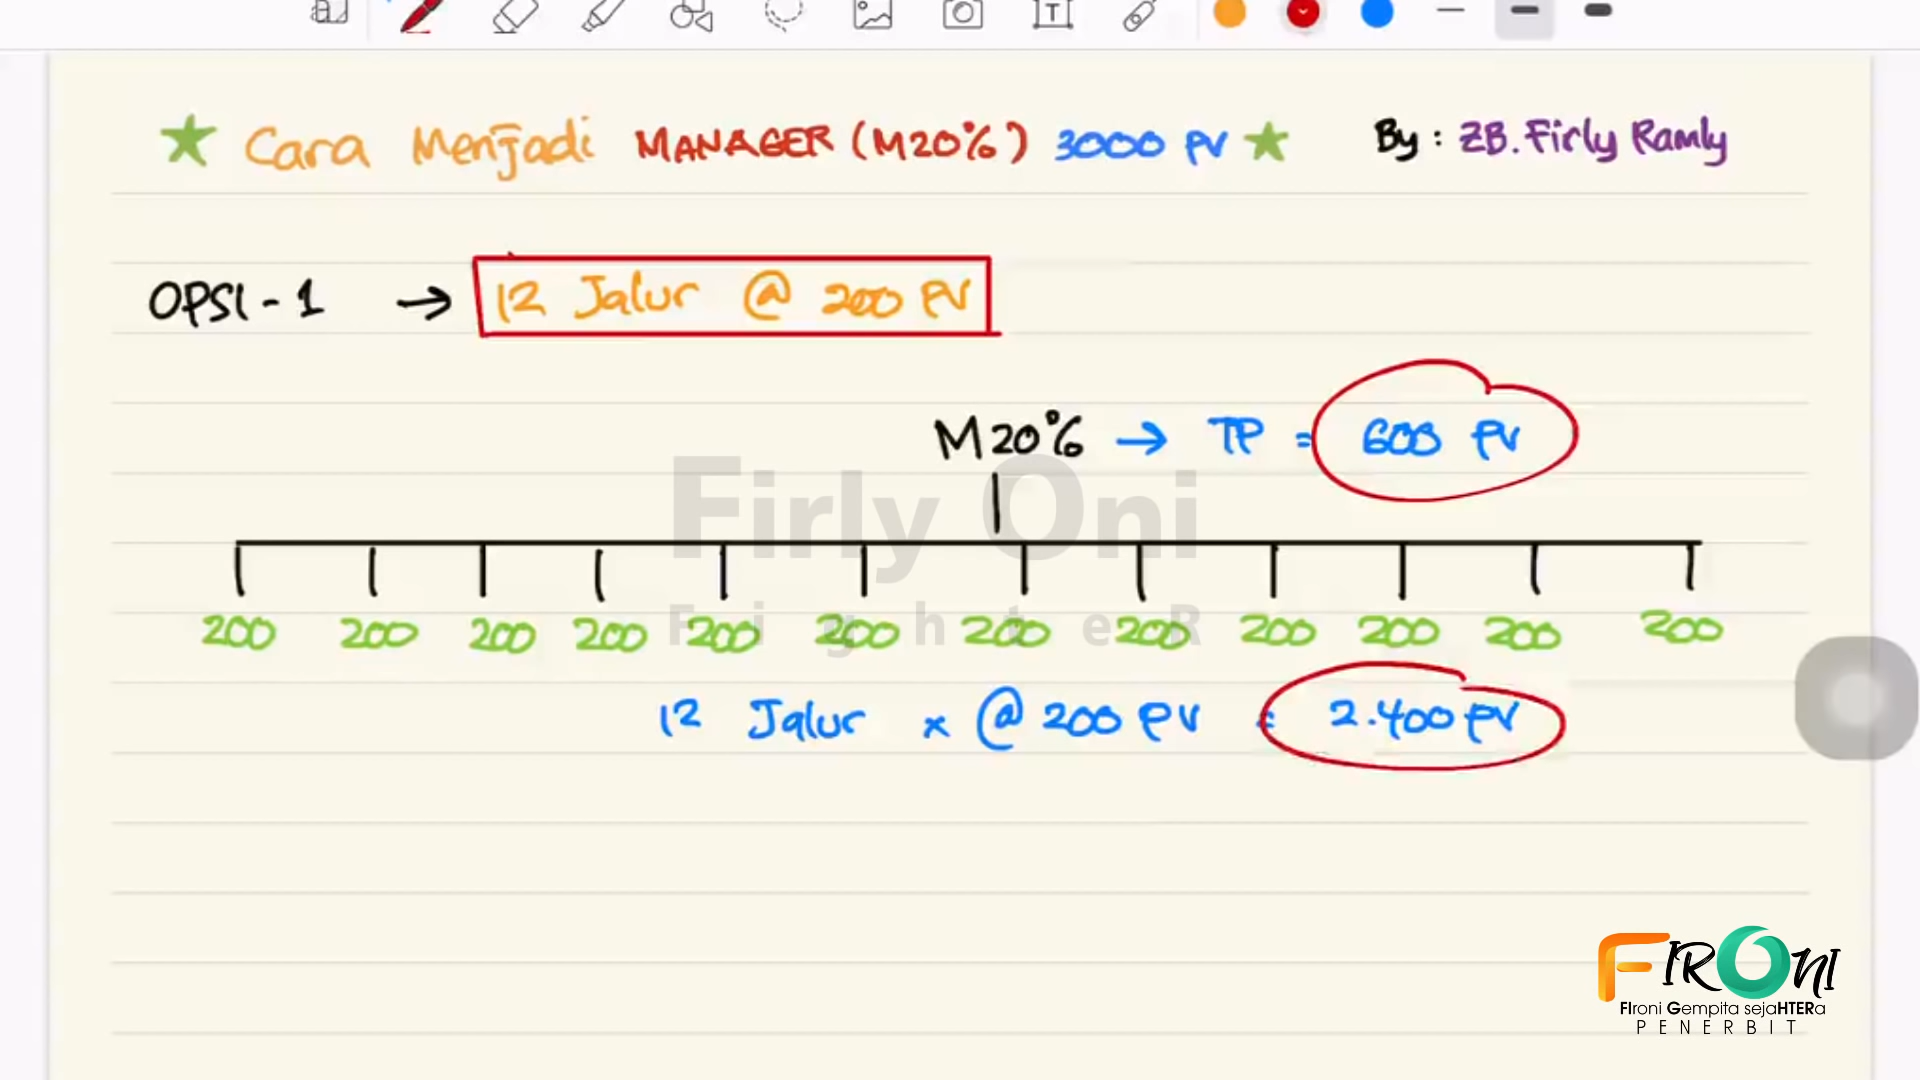 ★ Cara Menjadi MANAGER (M20%) 3000 PV ★ By : ZB. Firly Ramly
OPSI - 1 → 12 Jalur @ 200 PV
M20% → TP = 600 PV
Firly Oni
FighteR
200 200 200 200 200 200 200 200 200 200 200 200
12 Jalur x @ 200 PV = 2.400 PV
FIRONI
FIroni Gempita sejaHTERa
PENERBIT